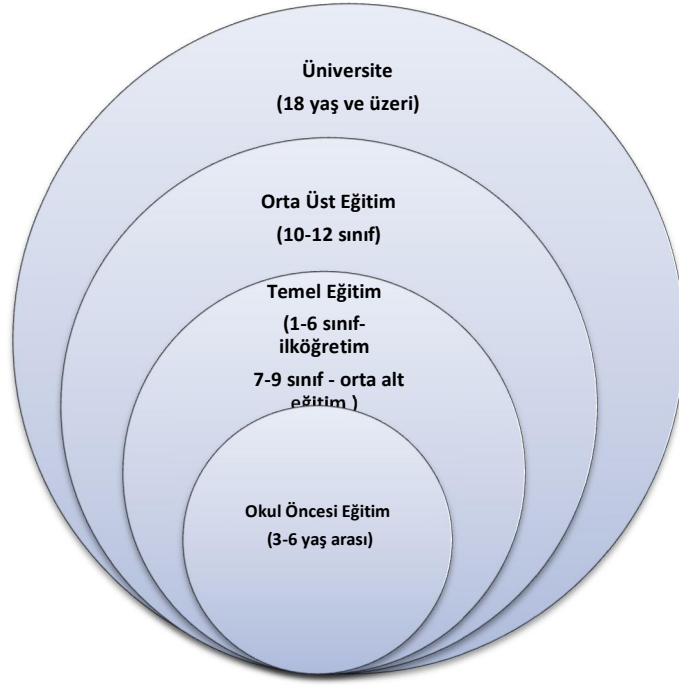 Üniversite
(18 yaş ve üzeri)
Orta Üst Eğitim
(10-12 sınıf)
Temel Eğitim
(1-6 sınıf-
ilköğretim
7-9 sınıf - orta alt
eğitim )
Okul Öncesi Eğitim
(3-6 yaş arası)